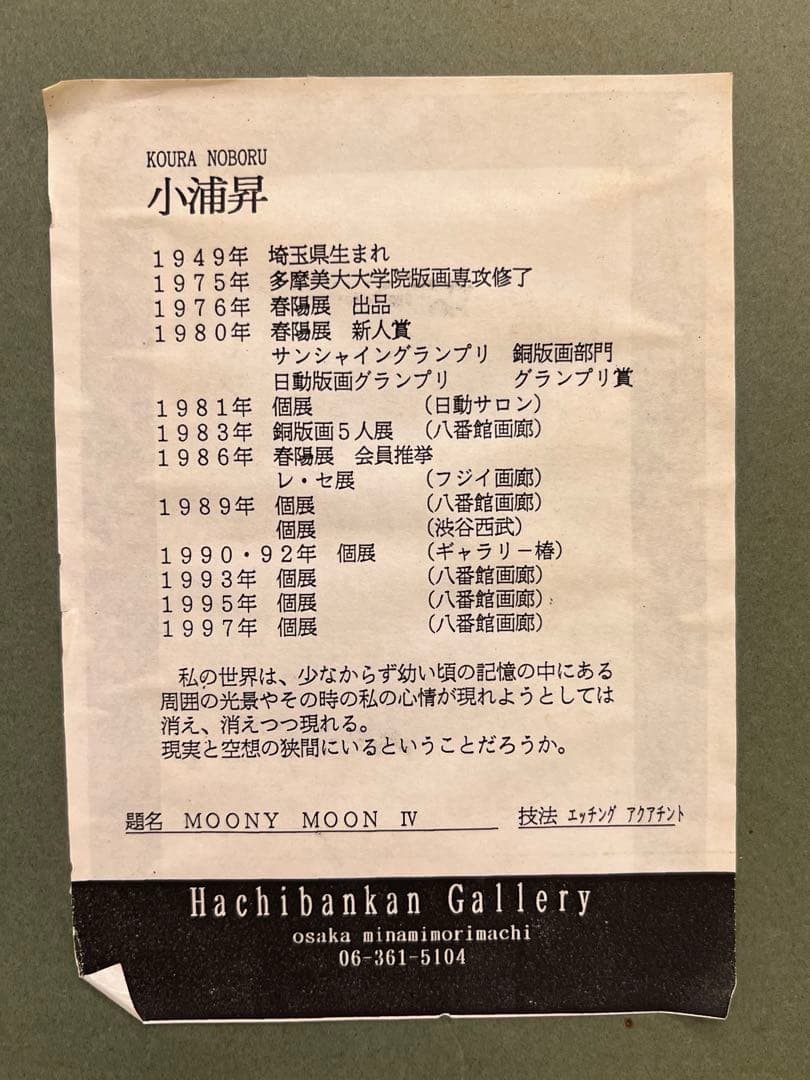 KOURA NOBORU
小浦昇
1949年 埼玉県生まれ
1975年 多摩美大大学院版画専攻修了
1976年 春陽展 出品
1980年 春陽展 新人賞
サンシャイングランプリ 銅版画部門
日動版画グランプリ グランプリ賞
1981年 個展 (日動サロン)
1983年 銅版画5人展 (八番館画廊)
1986年 春陽展 会員推挙
レ・セ展 (フジイ画廊)
1989年 個展 (八番館画廊)
個展 (渋谷西武)
1990・92年 個展 (ギャラリー椿)
1993年 個展 (八番館画廊)
1995年 個展 (八番館画廊)
1997年 個展 (八番館画廊)
私の世界は、少なからず幼い頃の記憶の中にある
周囲の光景やその時の私の心情が現れようとしては
消え、消えつつ現れる。
現実と空想の狭間にいるということだろうか。
題名 MOONY MOON Ⅳ 技法 エッチング アクアチント
Hachibankan Gallery
osaka minamimorimachi
06-361-5104